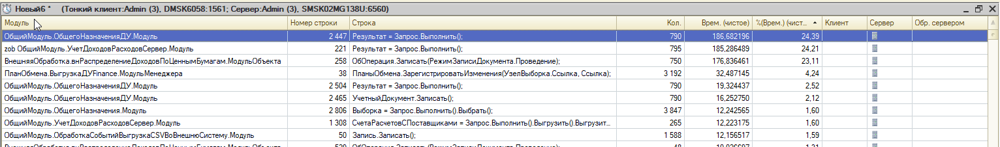 Новый6 * (Тонкий клиент:Admin (3), DMSK6058:1561; Сервер:Admin (3), SMSK02MG138U:6560)
Модуль Номер строки Строка Кол. Врем. (чистое) %(Врем.) (чист... Клиент Сервер Обр. сервером
ОбщийМодуль.ОбщегоНазначенияДУ.Модуль 2 447 Результат = Запрос.Выполнить(); 790 186,682196 24,39
zob ОбщийМодуль.УчетДоходовРасходовСервер.Модуль 221 Результат = Запрос.Выполнить(); 795 185,286489 24,21
ВнешняяОбработка.внРаспределениеДоходовПоЦеннымБумагам.МодульОбъекта 258 ОбОперация.Записать(РежимЗаписиДокумента.Проведение); 750 176,836461 23,11
ПланОбмена.ВыгрузкаДУFinance.МодульМенеджера 38 ПланыОбмена.ЗарегистрироватьИзменения(УзелВыборка.Ссылка, Ссылка); 3 192 32,487145 4,24
ОбщийМодуль.ОбщегоНазначенияДУ.Модуль 2 504 Результат = Запрос.Выполнить(); 790 19,324437 2,52
ОбщийМодуль.ОбщегоНазначенияДУ.Модуль 2 465 УчетныйДокумент.Записать(); 790 16,252750 2,12
ОбщийМодуль.ОбщегоНазначения.Модуль 2 806 Выборка = Запрос.Выполнить().Выбрать(); 3 847 12,242565 1,60
ОбщийМодуль.УчетДоходовРасходовСервер.Модуль 1 308 СчетаРасчетовСПоставщиками = Запрос.Выполнить().Выгрузить().Выгрузит... 265 12,223175 1,60
ОбщийМодуль.ОбработкаСобытийВыгрузкаCSVВоВнешнююСистему.Модуль 50 Запись.Записать(); 1 588 12,156517 1,59